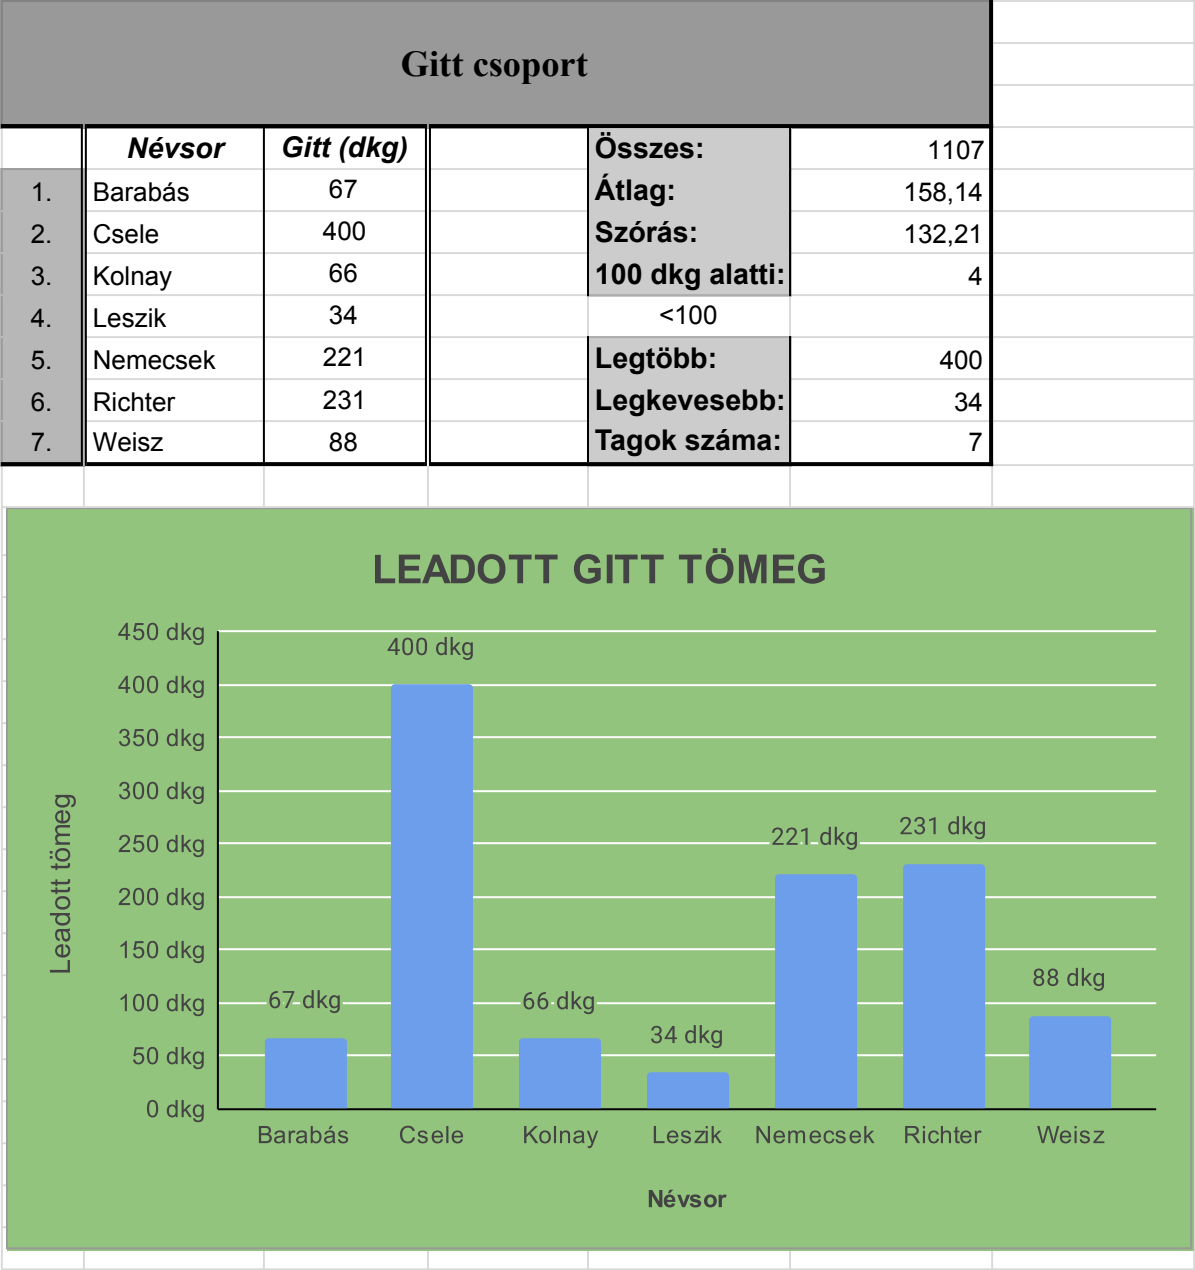 Gitt csoport
Névsor Gitt (dkg) Összes: 1107
1. Barabás 67 Átlag: 158,14
2. Csele 400 Szórás: 132,21
3. Kolnay 66 100 dkg alatti: 4
4. Leszik 34 <100
5. Nemecsek 221 Legtöbb: 400
6. Richter 231 Legkevesebb: 34
7. Weisz 88 Tagok száma: 7
LEADOTT GITT TÖMEG
Leadott tömeg
450 dkg
400 dkg
350 dkg
300 dkg
250 dkg
200 dkg
150 dkg
100 dkg
50 dkg
0 dkg
67 dkg
400 dkg
66 dkg
34 dkg
221 dkg
231 dkg
88 dkg
Barabás Csele Kolnay Leszik Nemecsek Richter Weisz
Névsor